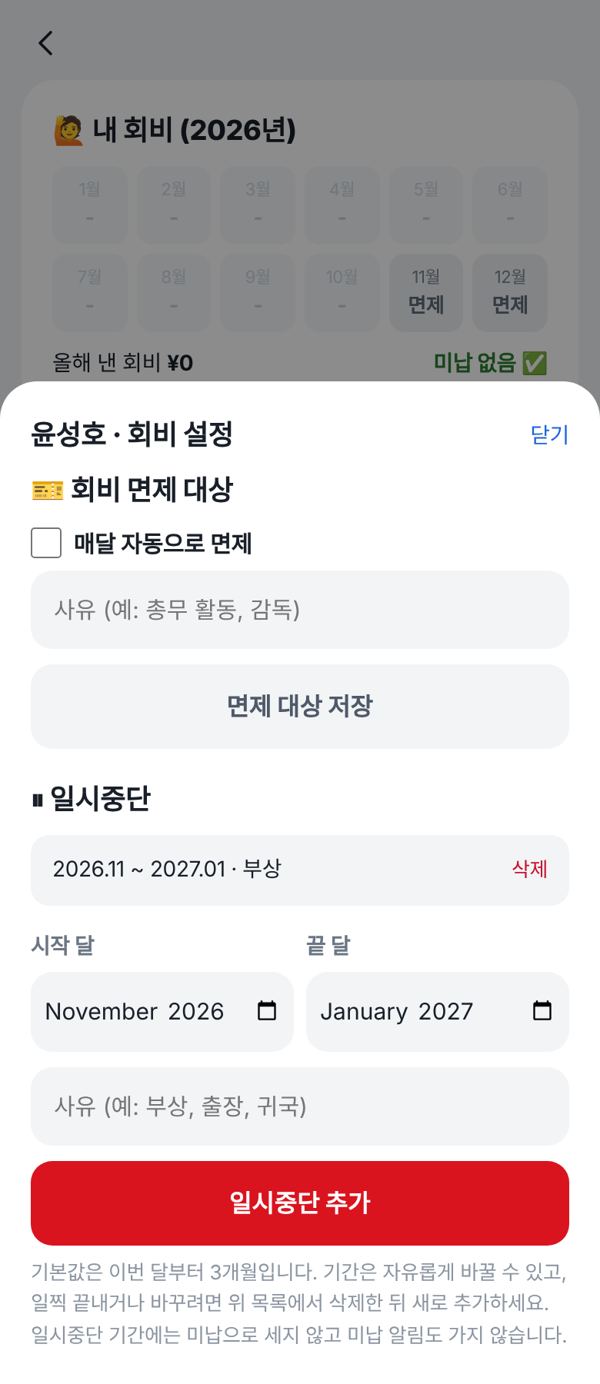 🙋 내 회비 (2026년)
1월 2월 3월 4월 5월 6월
- - - - - -
7월 8월 9월 10월 11월 12월
- - - - 면제 면제
올해 낸 회비 ¥0 미납 없음 ✅
윤성호 · 회비 설정 닫기
🎫 회비 면제 대상
매달 자동으로 면제
사유 (예: 총무 활동, 감독)
면제 대상 저장
⏸ 일시중단
2026.11 ~ 2027.01 · 부상 삭제
시작 달 끝 달
November 2026 January 2027
사유 (예: 부상, 출장, 귀국)
일시중단 추가
기본값은 이번 달부터 3개월입니다. 기간은 자유롭게 바꿀 수 있고,
일찍 끝내거나 바꾸려면 위 목록에서 삭제한 뒤 새로 추가하세요.
일시중단 기간에는 미납으로 세지 않고 미납 알림도 가지 않습니다.